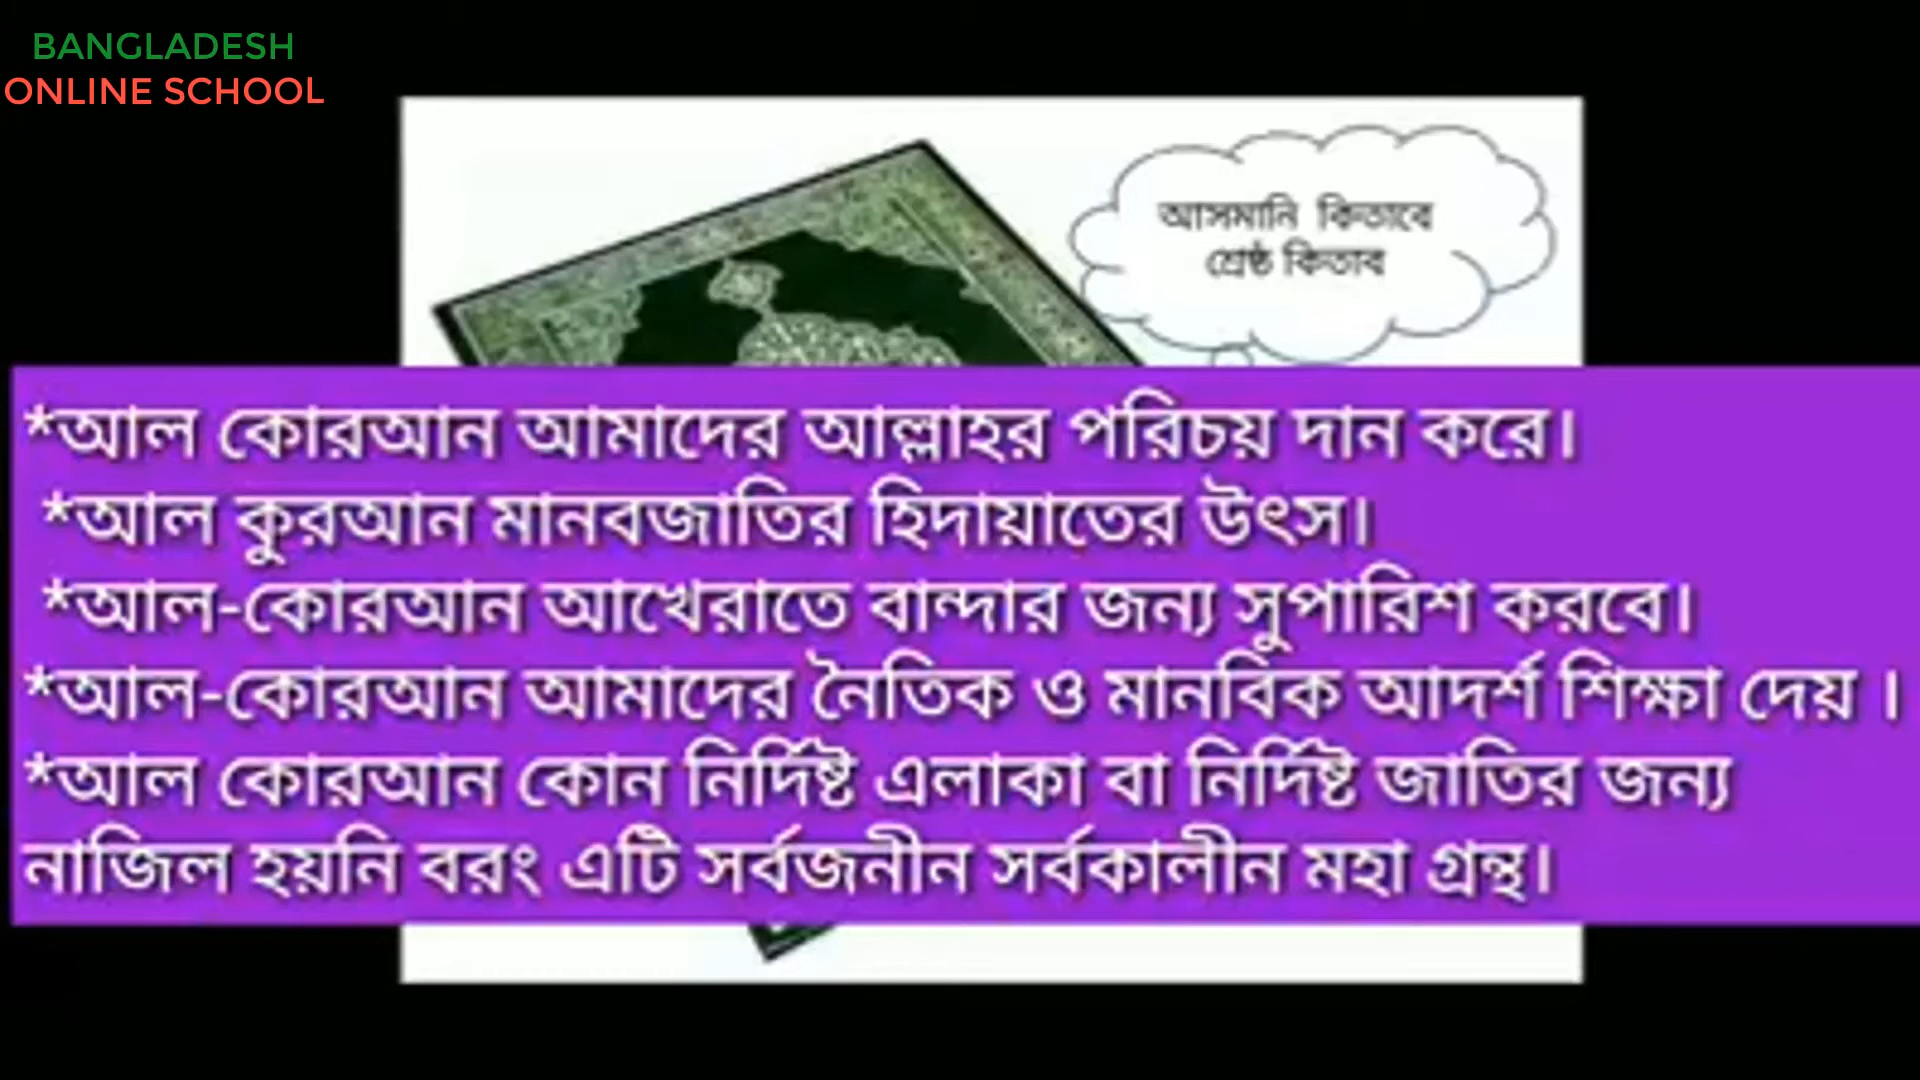 BANGLADESH
ONLINE SCHOOL
আসমানি কিতাবে
শ্রেষ্ঠ কিতাব
*আল কোরআন আমাদের আল্লাহর পরিচয় দান করে।
*আল কুরআন মানবজাতির হিদায়াতের উৎস।
*আল-কোরআন আখেরাতে বান্দার জন্য সুপারিশ করবে।
*আল-কোরআন আমাদের নৈতিক ও মানবিক আদর্শ শিক্ষা দেয় ।
*আল কোরআন কোন নির্দিষ্ট এলাকা বা নির্দিষ্ট জাতির জন্য
নাজিল হয়নি বরং এটি সর্বজনীন সর্বকালীন মহা গ্রন্থ।